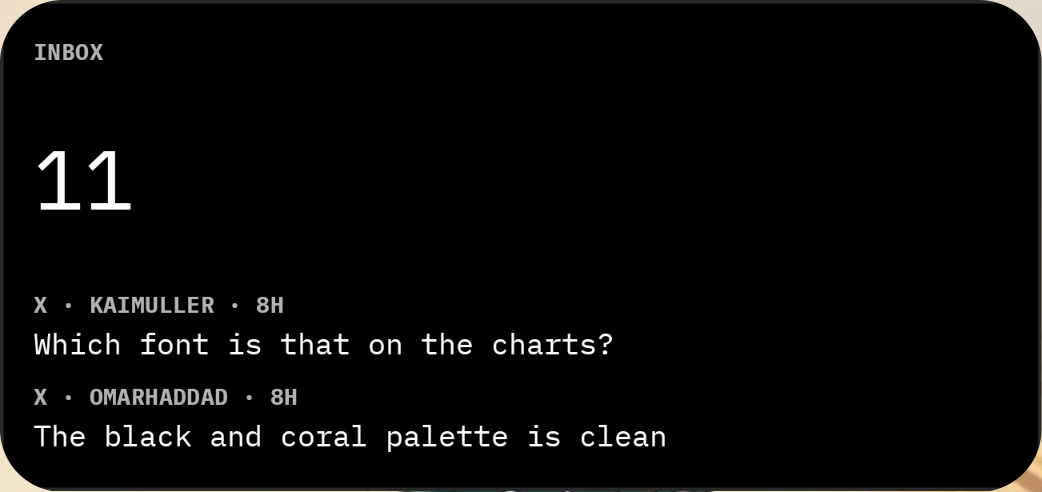 INBOX
11
X · KAIMULLER · 8H
Which font is that on the charts?
X · OMARHADDAD · 8H
The black and coral palette is clean